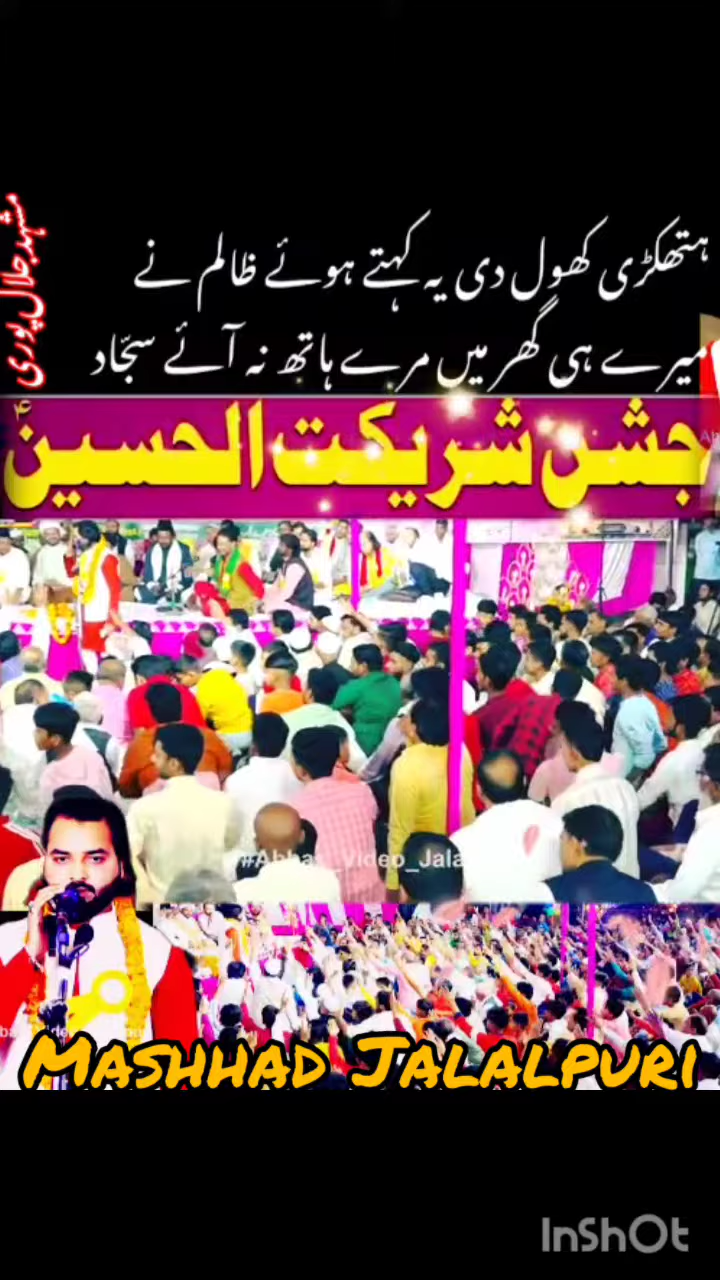 مشہد جلال پوری
ہتھکڑی کھول دی یہ کہتے ہوئے ظالم نے
میرے ہی گھر میں مرے ہاتھ نہ آئے سجّاد
جشن شریکت الحسینؑ
#Abbas_Video_Jala
MASHHAD JALALPURI
InShOt